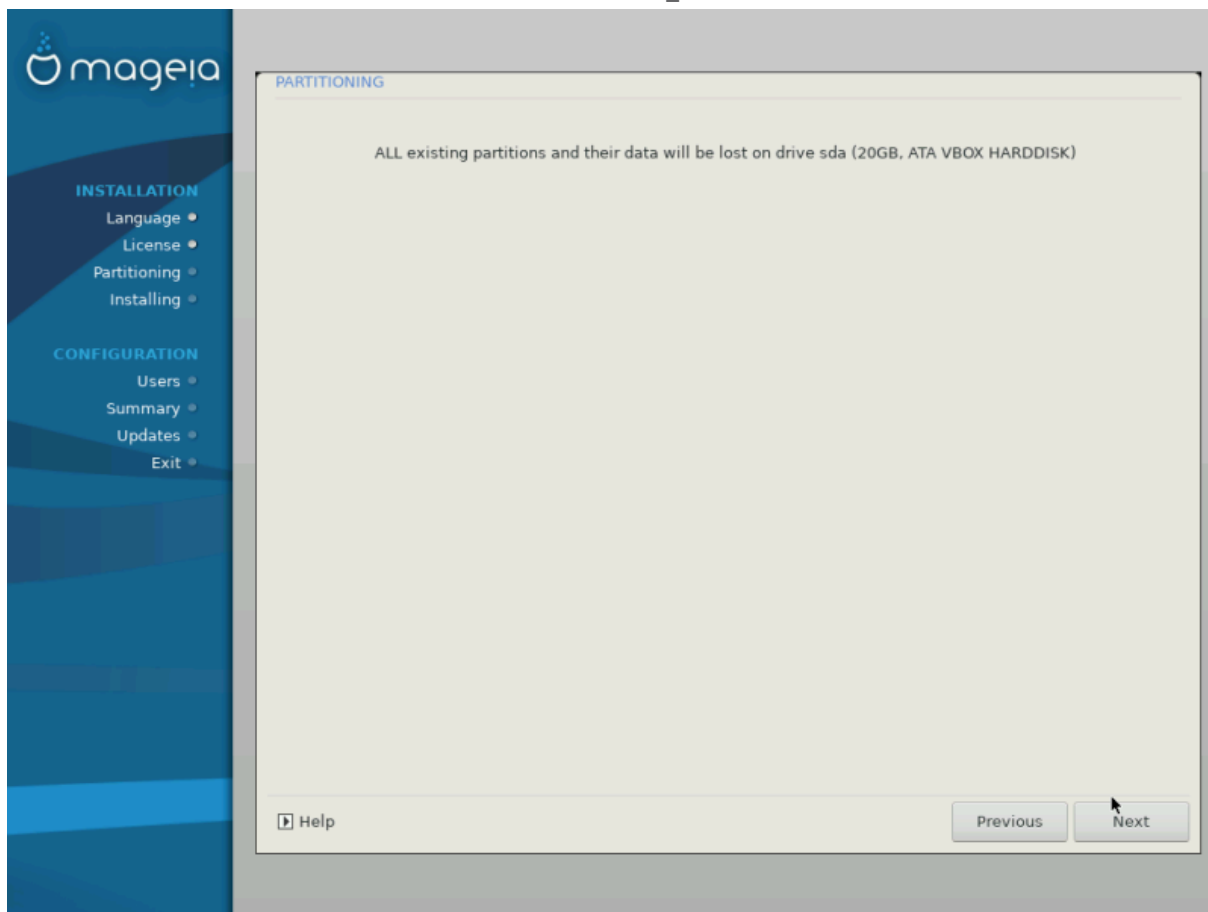 mageia
INSTALLATION
Language
License
Partitioning
Installing
CONFIGURATION
Users
Summary
Updates
Exit
PARTITIONING
ALL existing partitions and their data will be lost on drive sda (20GB, ATA VBOX HARDDISK)
Help
Previous
Next